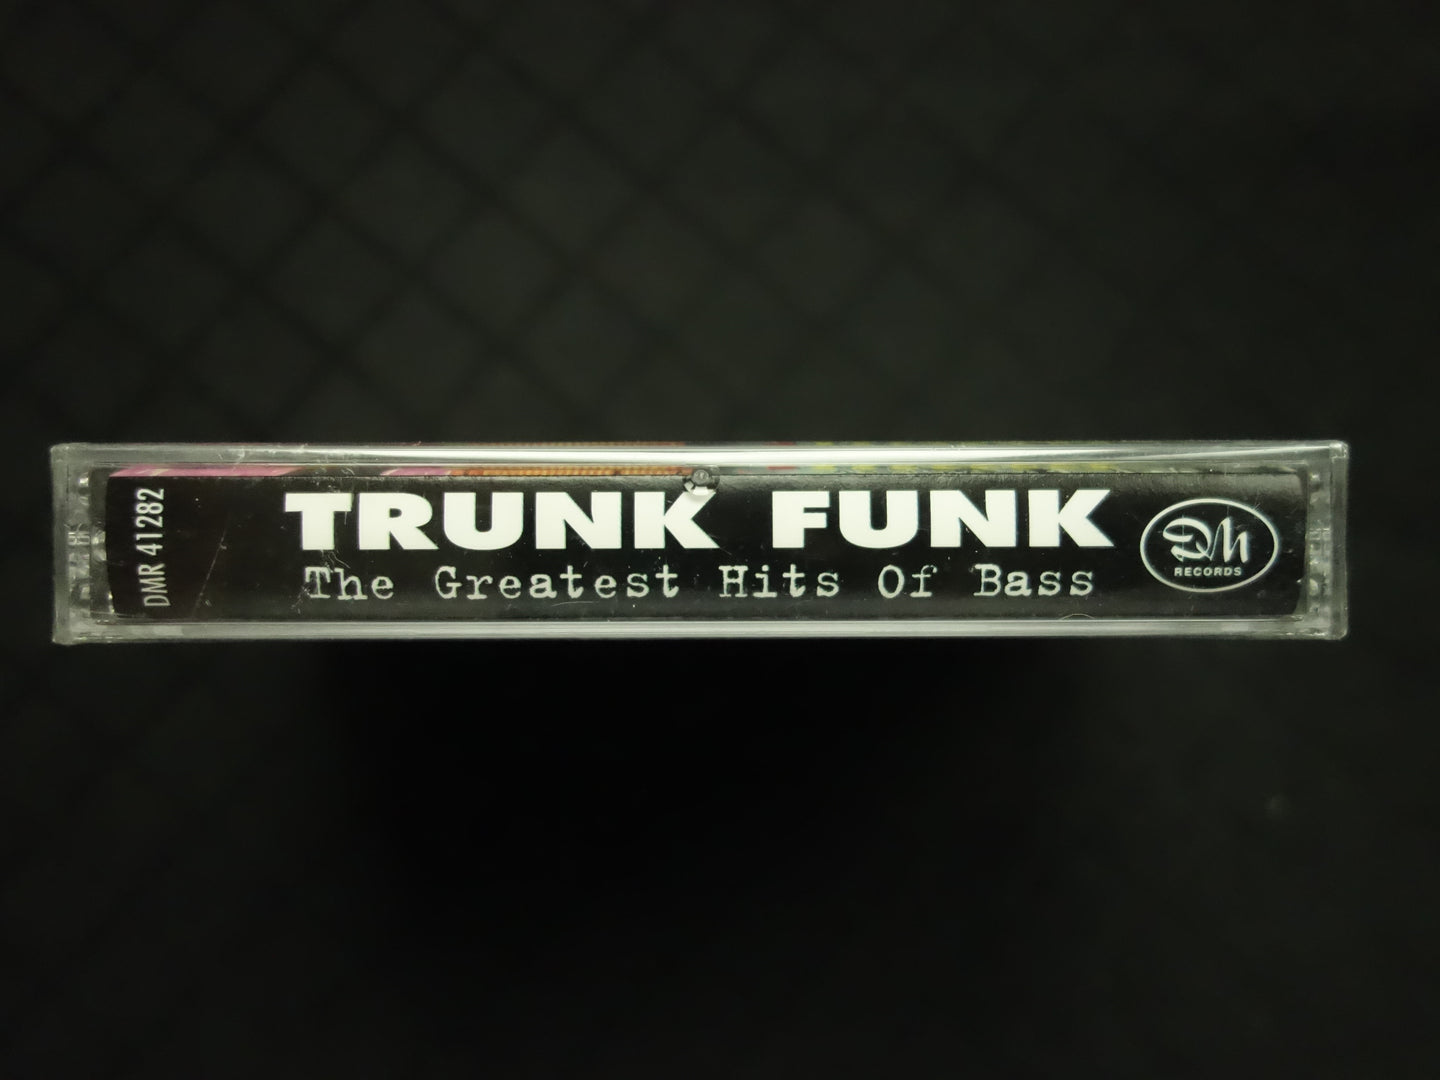 DMR 41282
TRUNK FUNK
The Greatest Hits Of Bass
DM
RECORDS